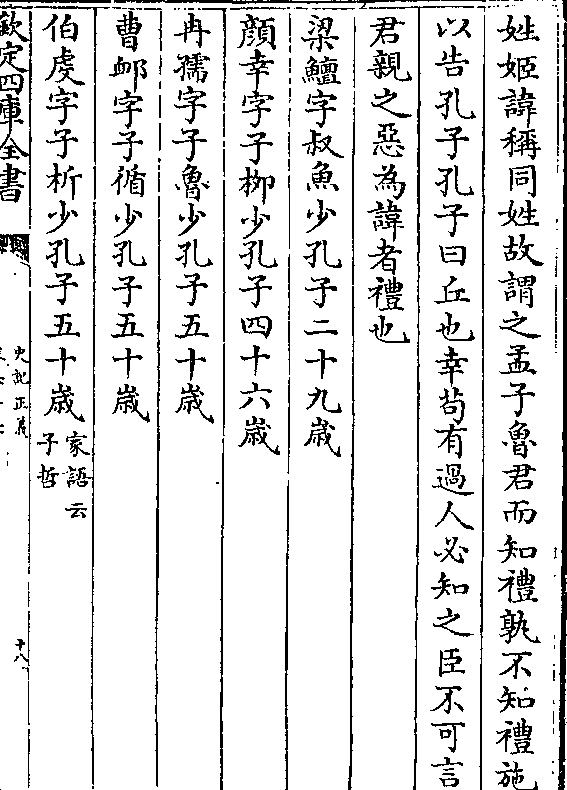 姓姬諱稱同姓故謂之孟子魯君而知禮孰不知禮施
以告孔子孔子曰丘也幸苟有過人必知之臣不可言
君親之惡為諱者禮也
梁鱣字叔魚少孔子二十九歲
顏幸字子柳少孔子四十六歲
冉孺字子魯少孔子五十歲
曹䘏字子循少孔子五十歲
伯虔字子析少孔子五十歲家語云子晢
欽定四庫全書
史記正義
十八